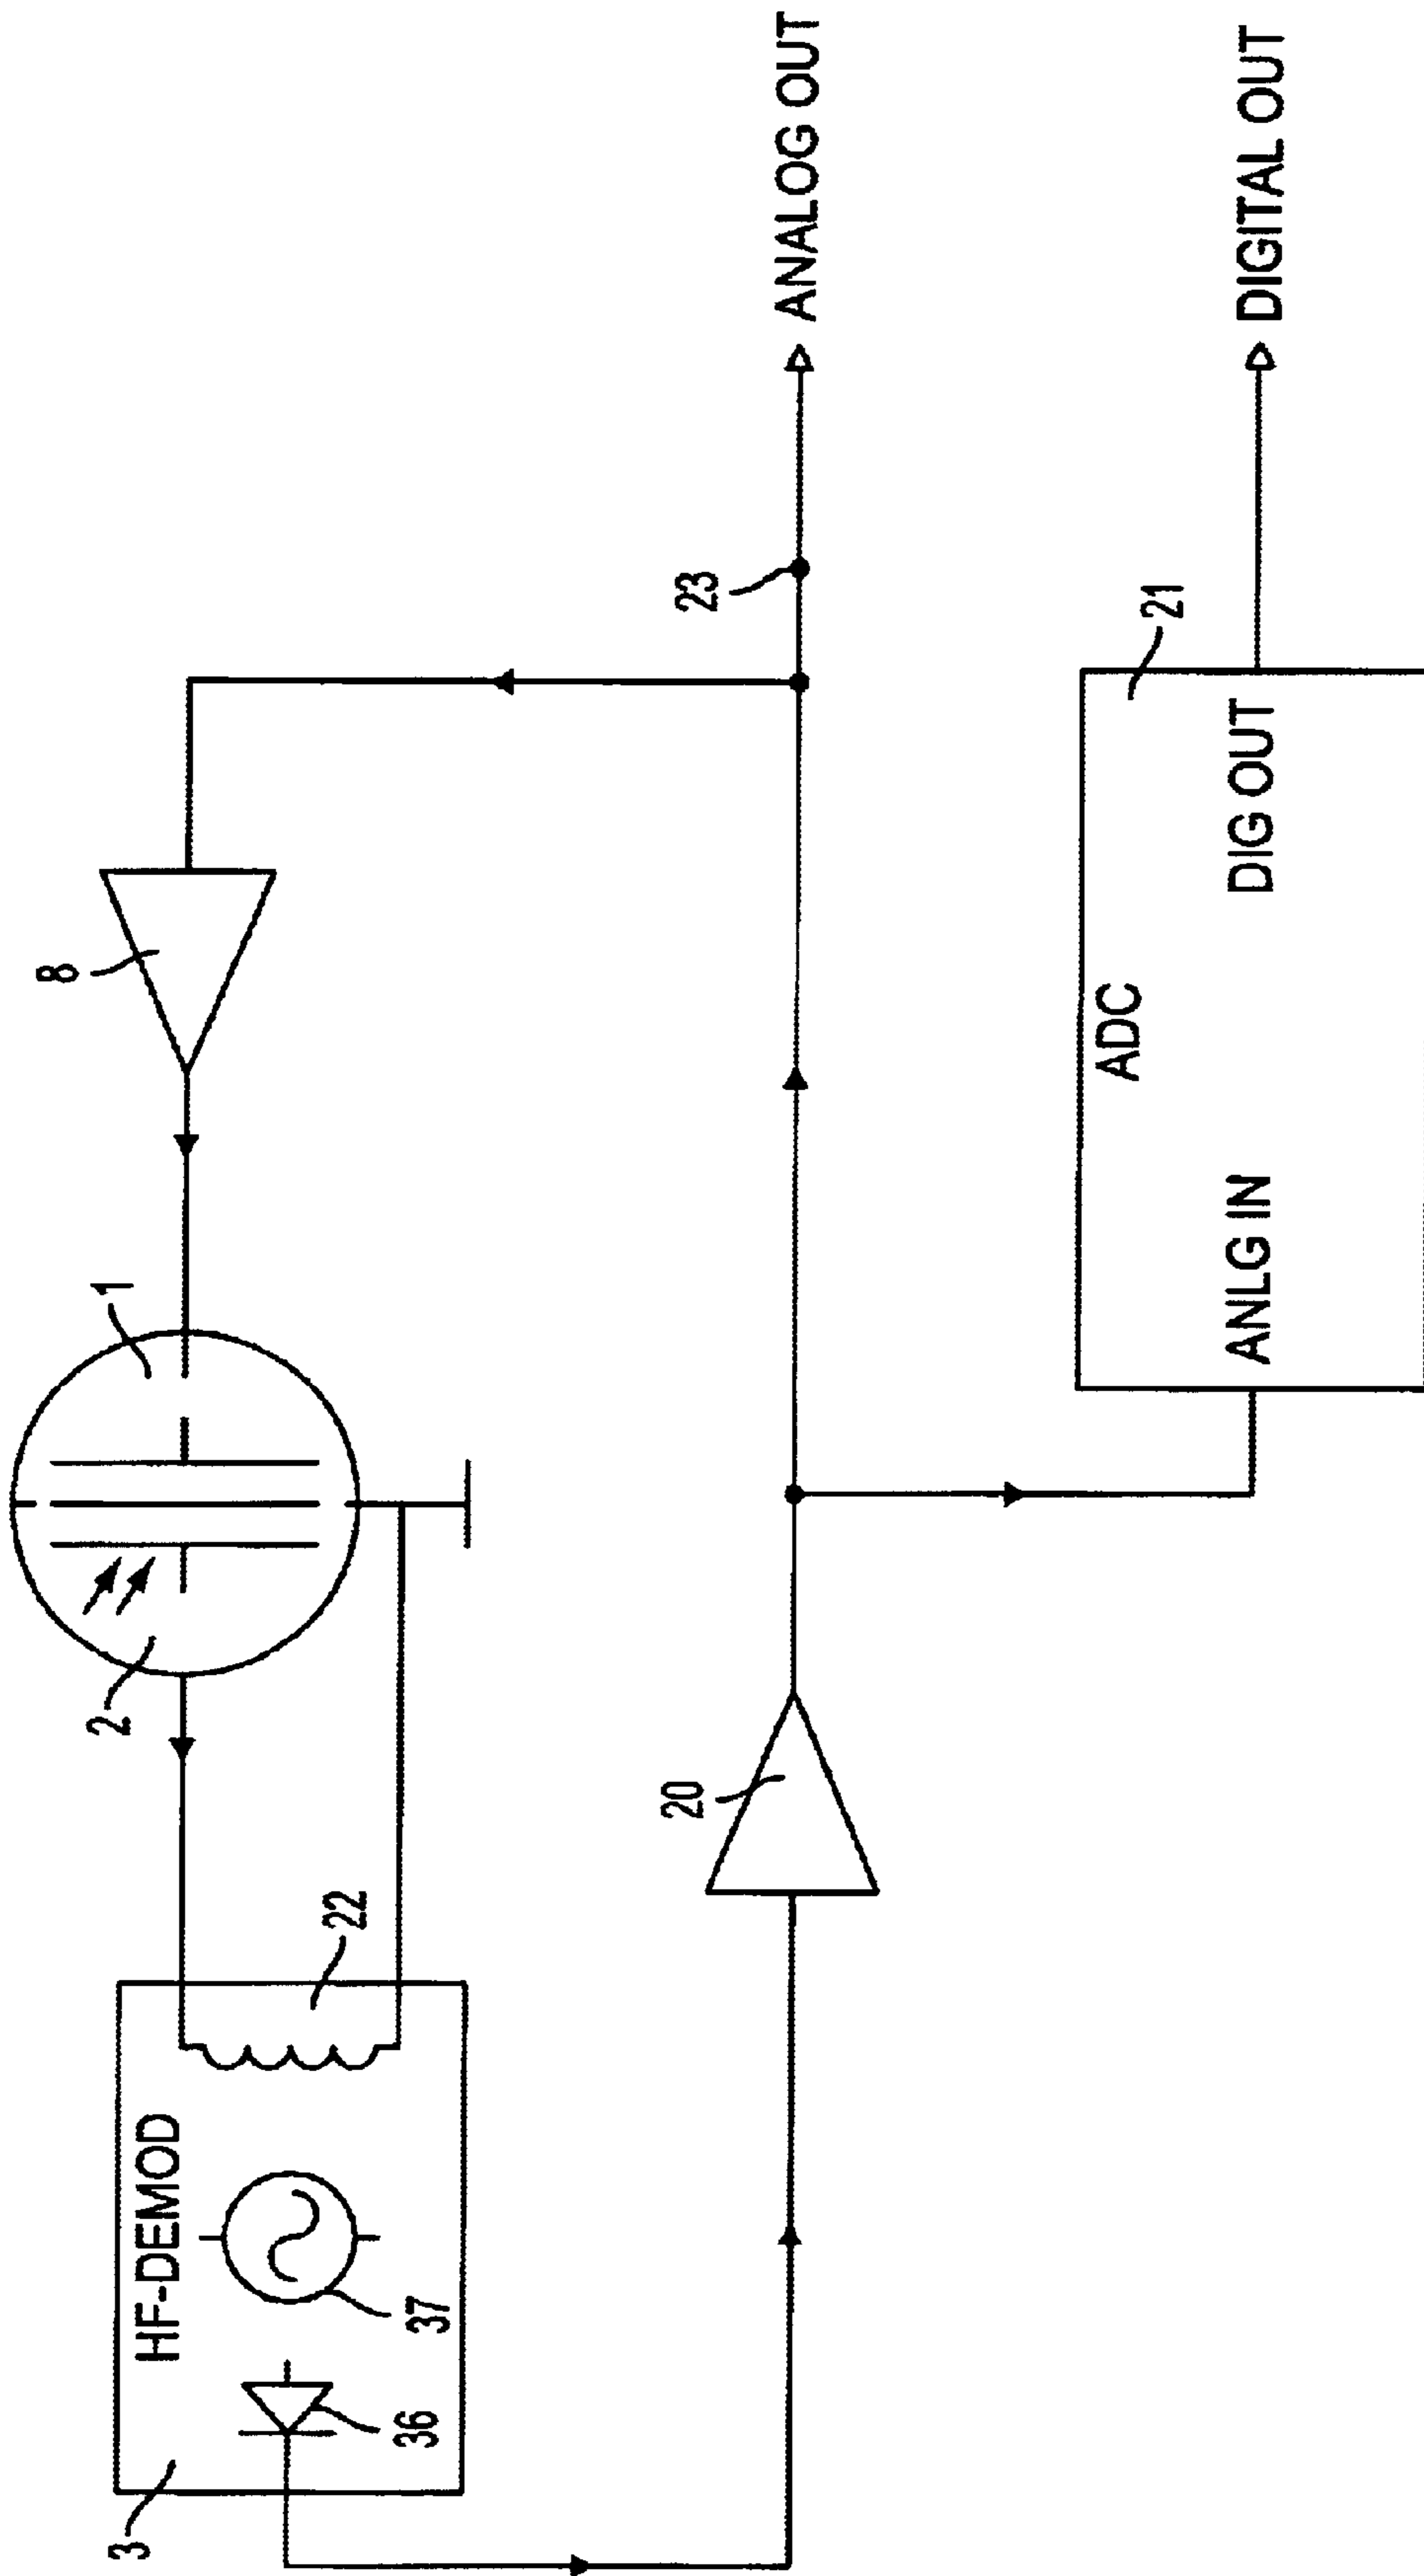 3
HF-DEMOD
36
37
22
2
1
8
20
23
ANALOG OUT
ADC
21
ANLG IN
DIG OUT
DIGITAL OUT